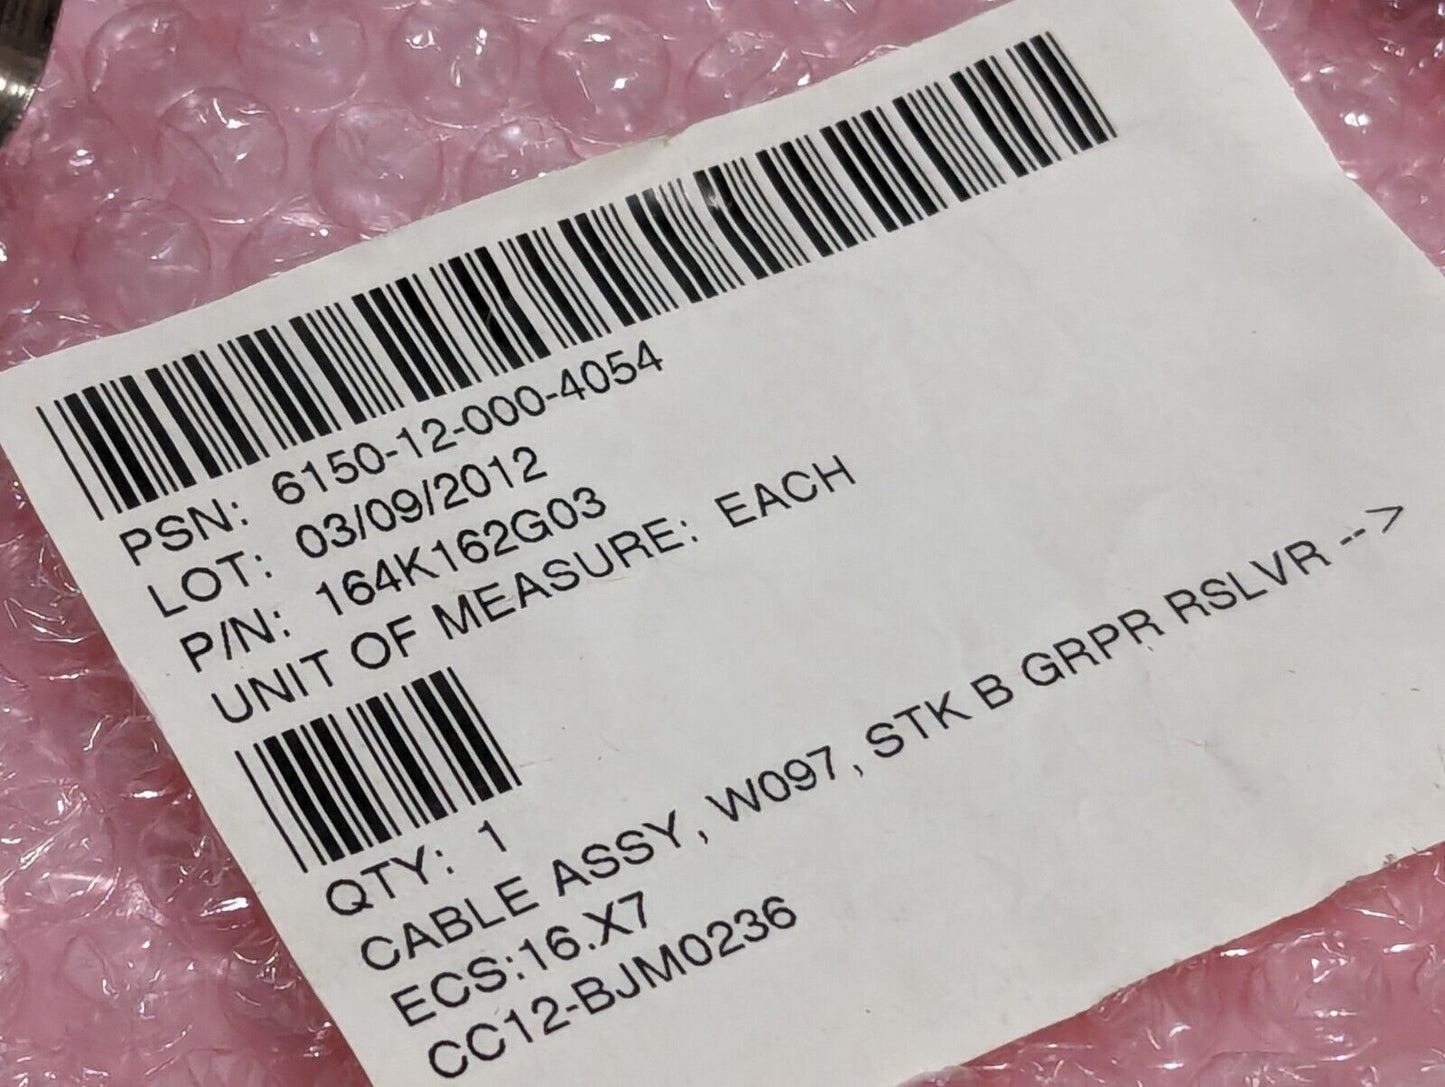 PSN: 6150-12-000-4054
LOT: 03/09/2012
P/N: 164K162G03
UNIT OF MEASURE: EACH
QTY: 1
CABLE ASSY, W097, STK B GRPR RSLVR -->
ECS:16.X7
CC12-BJM0236